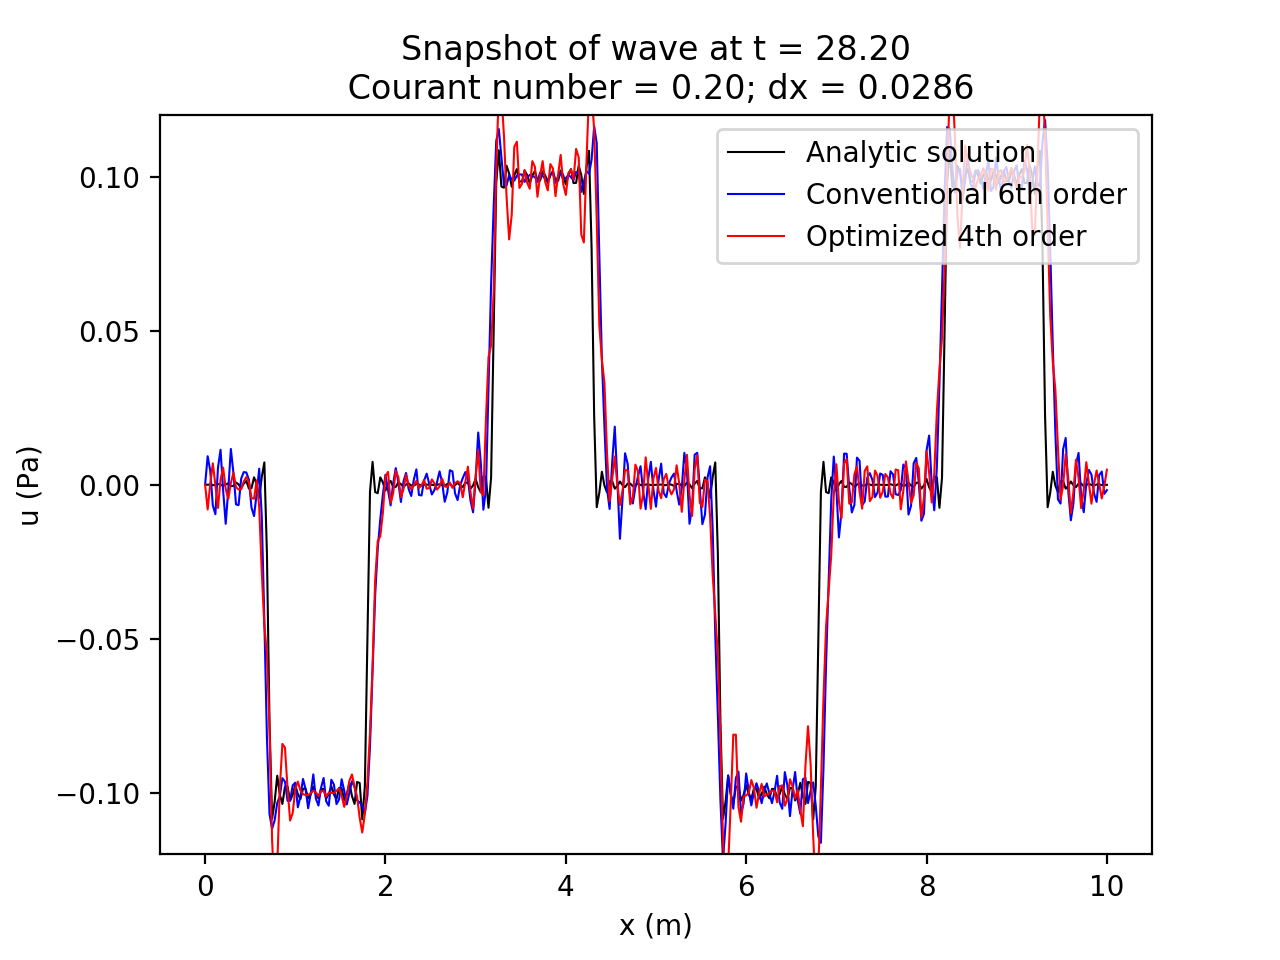 Snapshot of wave at t = 28.20
Courant number = 0.20; dx = 0.0286
Analytic solution
Conventional 6th order
Optimized 4th order
0.10
0.05
0.00
−0.05
−0.10
u (Pa)
0 2 4 6 8 10
x (m)